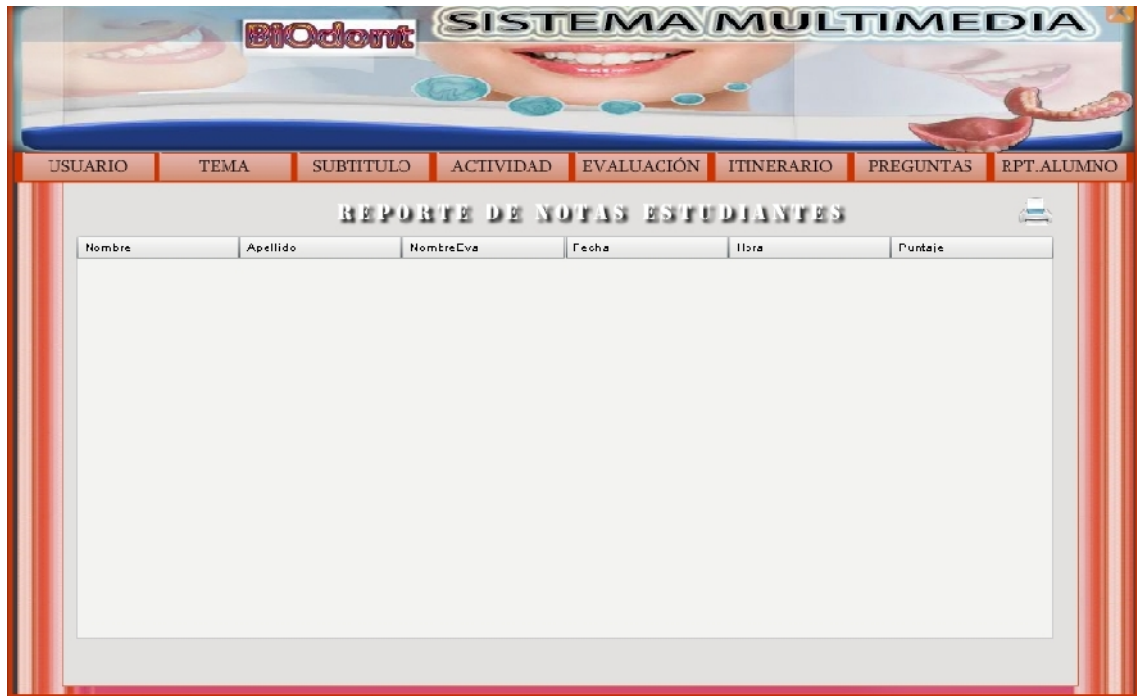 BIOdont SISTEMA MULTIMEDIA
USUARIO TEMA SUBTITULO ACTIVIDAD EVALUACIÓN ITINERARIO PREGUNTAS RPT.ALUMNO
REPORTE DE NOTAS ESTUDIANTES
Nombre Apellido NombreEva Fecha Hora Puntaje